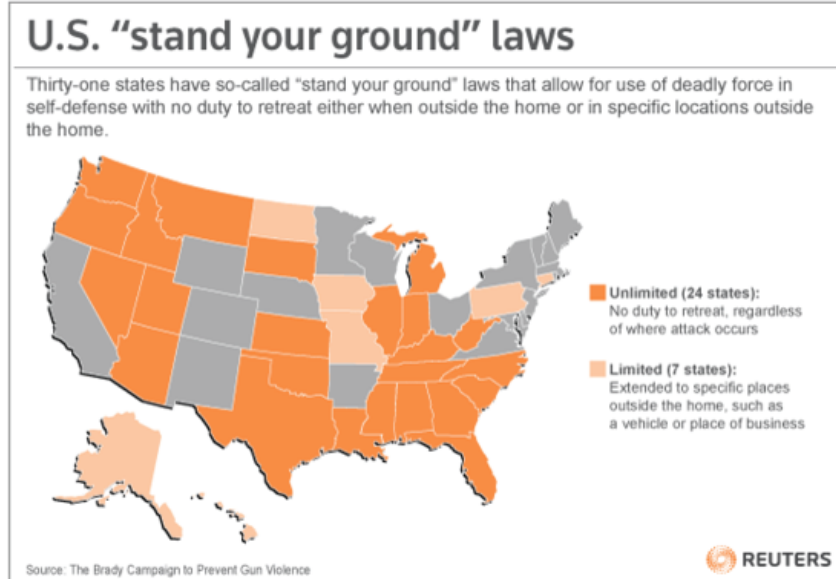 U.S. “stand your ground” laws
Thirty-one states have so-called “stand your ground” laws that allow for use of deadly force in
self-defense with no duty to retreat either when outside the home or in specific locations outside
the home.
Unlimited (24 states):
No duty to retreat, regardless
of where attack occurs
Limited (7 states):
Extended to specific places
outside the home, such as
a vehicle or place of business
Source: The Brady Campaign to Prevent Gun Violence
REUTERS